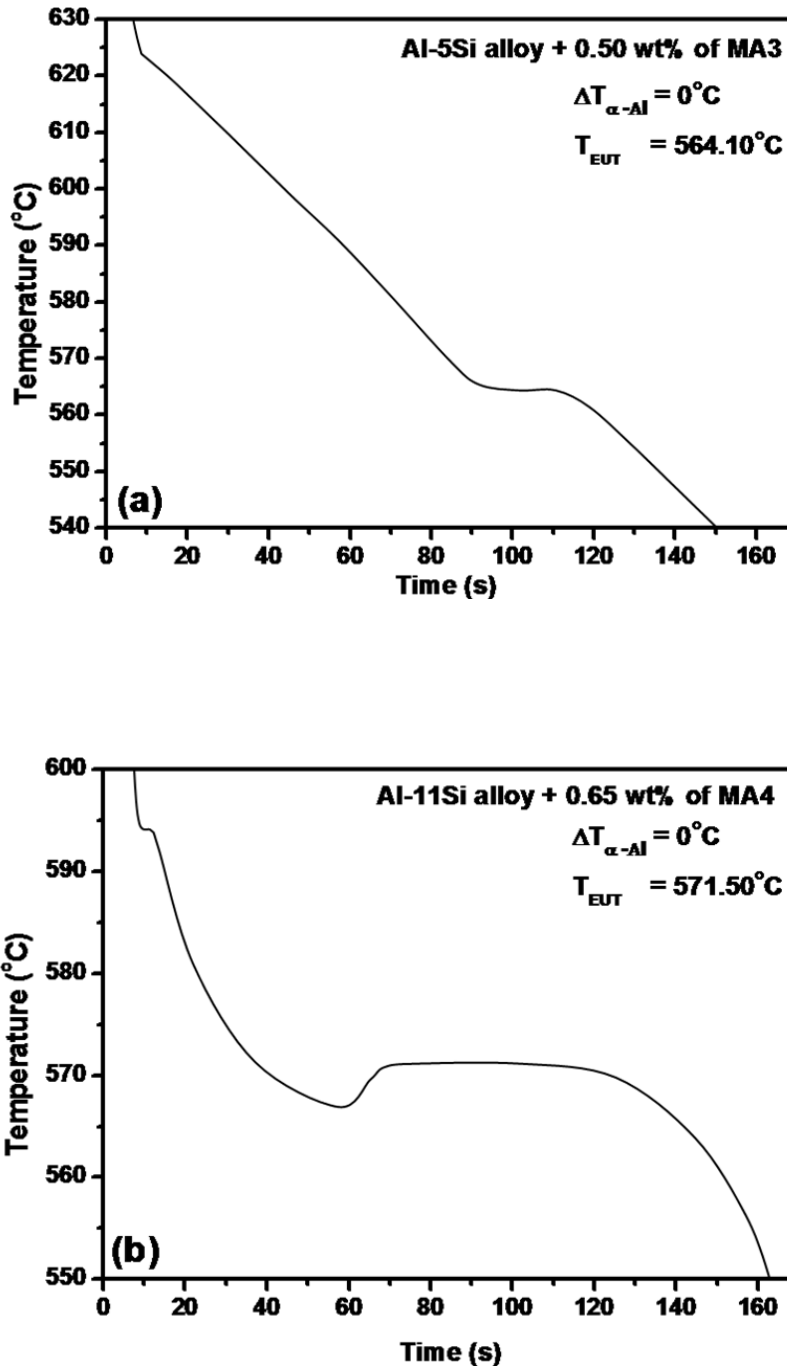 630
620
610
600
590
580
570
560
550
540
Temperature (°C)
Al-5Si alloy + 0.50 wt% of MA3
ΔTα-Al = 0°C
TEUT = 564.10°C
(a)
0 20 40 60 80 100 120 140 160
Time (s)
600
590
580
570
560
550
Temperature (°C)
Al-11Si alloy + 0.65 wt% of MA4
ΔTα-Al = 0°C
TEUT = 571.50°C
(b)
0 20 40 60 80 100 120 140 160
Time (s)